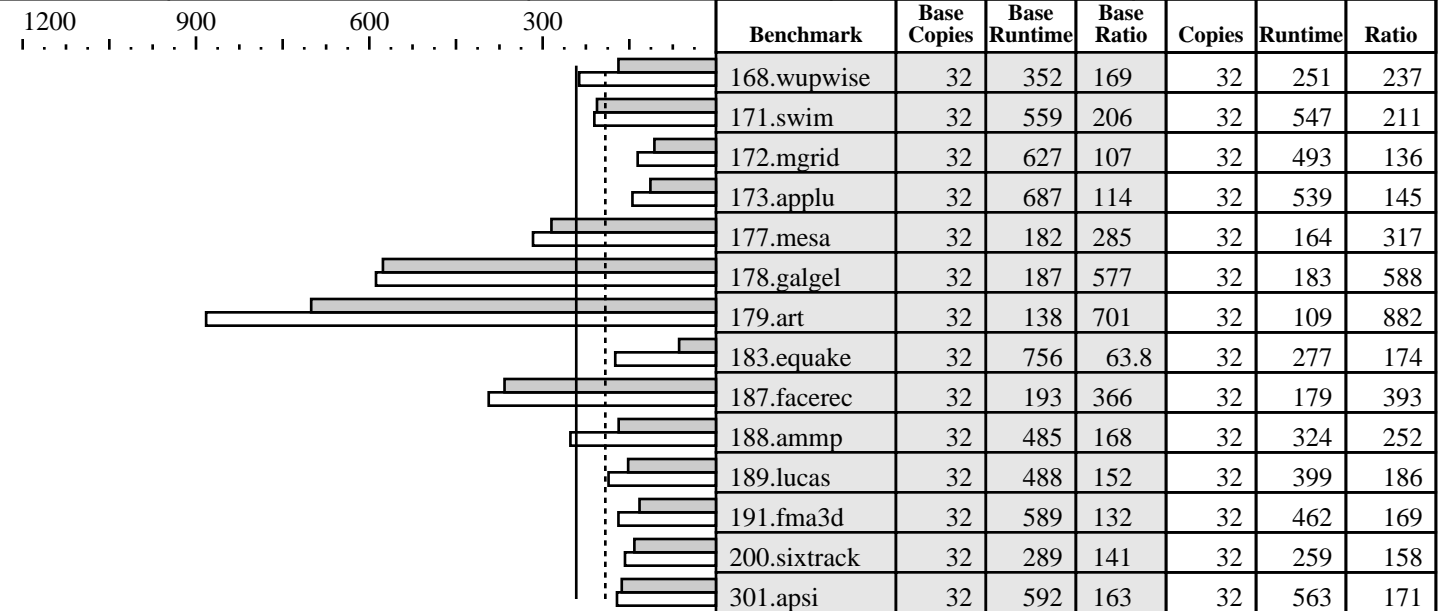 1200 900 600 300
Benchmark Base Copies Base Runtime Base Ratio Copies Runtime Ratio
168.wupwise 32 352 169 32 251 237
171.swim 32 559 206 32 547 211
172.mgrid 32 627 107 32 493 136
173.applu 32 687 114 32 539 145
177.mesa 32 182 285 32 164 317
178.galgel 32 187 577 32 183 588
179.art 32 138 701 32 109 882
183.equake 32 756 63.8 32 277 174
187.facerec 32 193 366 32 179 393
188.ammp 32 485 168 32 324 252
189.lucas 32 488 152 32 399 186
191.fma3d 32 589 132 32 462 169
200.sixtrack 32 289 141 32 259 158
301.apsi 32 592 163 32 563 171